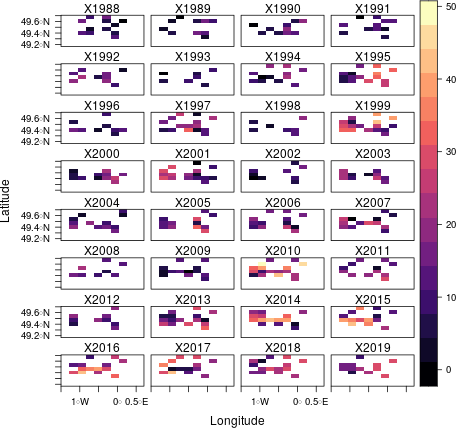 X1988 X1989 X1990 X1991
49.6°N
49.4°N
49.2°N
X1992 X1993 X1994 X1995
X1996 X1997 X1998 X1999
49.6°N
49.4°N
49.2°N
X2000 X2001 X2002 X2003
X2004 X2005 X2006 X2007
49.6°N
49.4°N
49.2°N
X2008 X2009 X2010 X2011
X2012 X2013 X2014 X2015
49.6°N
49.4°N
49.2°N
X2016 X2017 X2018 X2019
1°W 0° 0.5°E
Longitude
Latitude
50
40
30
20
10
0